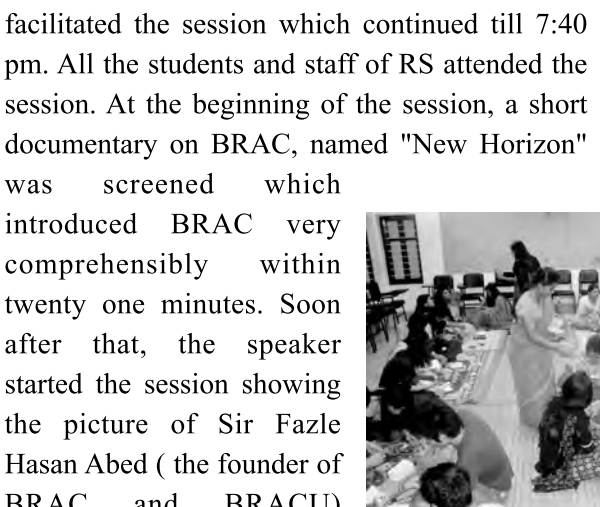 facilitated the session which continued till 7:40
pm. All the students and staff of RS attended the
session. At the beginning of the session, a short
documentary on BRAC, named "New Horizon"
was screened which
introduced BRAC very
comprehensibly within
twenty one minutes. Soon
after that, the speaker
started the session showing
the picture of Sir Fazle
Hasan Abed ( the founder of
BRAC and BRACU)